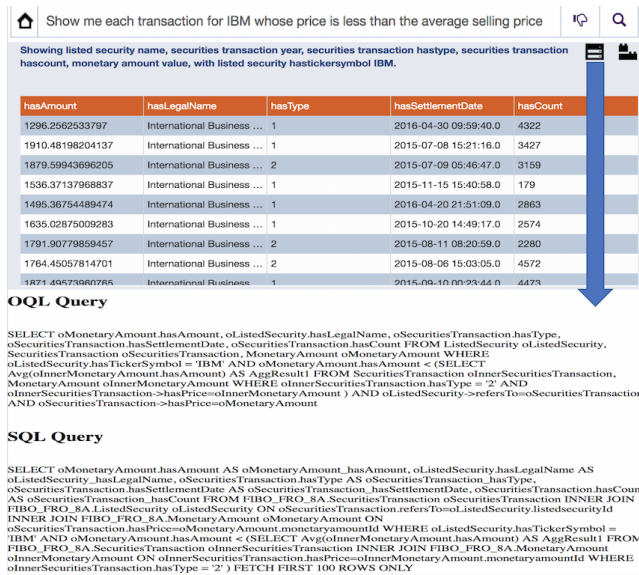 Show me each transaction for IBM whose price is less than the average selling price
Showing listed security name, securities transaction year, securities transaction hastype, securities transaction
hascount, monetary amount value, with listed security hastickersymbol IBM.
hasAmount hasLegalName hasType hasSettlementDate hasCount
1296.2562533797 International Business ... 1 2016-04-30 09:59:40.0 4322
1910.48198204137 International Business ... 1 2015-07-08 15:21:16.0 3427
1879.59943696205 International Business ... 2 2015-07-09 05:46:47.0 3159
1536.37137968837 International Business ... 1 2015-11-15 15:40:58.0 179
1495.36754489474 International Business ... 1 2016-04-20 21:51:09.0 2863
1635.02875009283 International Business ... 1 2015-10-20 14:49:17.0 2574
1791.90779859457 International Business ... 2 2015-08-11 08:20:59.0 2280
1764.45057814701 International Business ... 2 2015-08-06 15:03:05.0 4572
1871.49573960765 International Business 1 2015-09-10 00:23:44.0 4473
OQL Query
SELECT oMonetaryAmount.hasAmount, oListedSecurity.hasLegalName, oSecuritiesTransaction.hasType,
oSecuritiesTransaction.hasSettlementDate, oSecuritiesTransaction.hasCount FROM ListedSecurity oListedSecurity,
SecuritiesTransaction oSecuritiesTransaction, MonetaryAmount oMonetaryAmount WHERE
oListedSecurity.hasTickerSymbol = 'IBM' AND oMonetaryAmount.hasAmount < (SELECT
Avg(oInnerMonetaryAmount.hasAmount) AS AggResult1 FROM SecuritiesTransaction oInnerSecuritiesTransaction,
MonetaryAmount oInnerMonetaryAmount WHERE oInnerSecuritiesTransaction.hasType = '2' AND
oInnerSecuritiesTransaction->hasPrice=oInnerMonetaryAmount ) AND oListedSecurity->refersTo=oSecuritiesTransaction
AND oSecuritiesTransaction->hasPrice=oMonetaryAmount
SQL Query
SELECT oMonetaryAmount.hasAmount AS oMonetaryAmount_hasAmount, oListedSecurity.hasLegalName AS
oListedSecurity_hasLegalName, oSecuritiesTransaction.hasType AS oSecuritiesTransaction_hasType,
oSecuritiesTransaction.hasSettlementDate AS oSecuritiesTransaction_hasSettlementDate, oSecuritiesTransaction.hasCount
AS oSecuritiesTransaction_hasCount FROM FIBO_FRO_8A.SecuritiesTransaction oSecuritiesTransaction INNER JOIN
FIBO_FRO_8A.ListedSecurity oListedSecurity ON oSecuritiesTransaction.refersTo=oListedSecurity.listedsecurityId
INNER JOIN FIBO_FRO_8A.MonetaryAmount oMonetaryAmount ON
oSecuritiesTransaction.hasPrice=oMonetaryAmount.monetaryamountId WHERE oListedSecurity.hasTickerSymbol =
'IBM' AND oMonetaryAmount.hasAmount < (SELECT Avg(oInnerMonetaryAmount.hasAmount) AS AggResult1 FROM
FIBO_FRO_8A.SecuritiesTransaction oInnerSecuritiesTransaction INNER JOIN FIBO_FRO_8A.MonetaryAmount
oInnerMonetaryAmount ON oInnerSecuritiesTransaction.hasPrice=oInnerMonetaryAmount.monetaryamountId WHERE
oInnerSecuritiesTransaction.hasType = '2' ) FETCH FIRST 100 ROWS ONLY